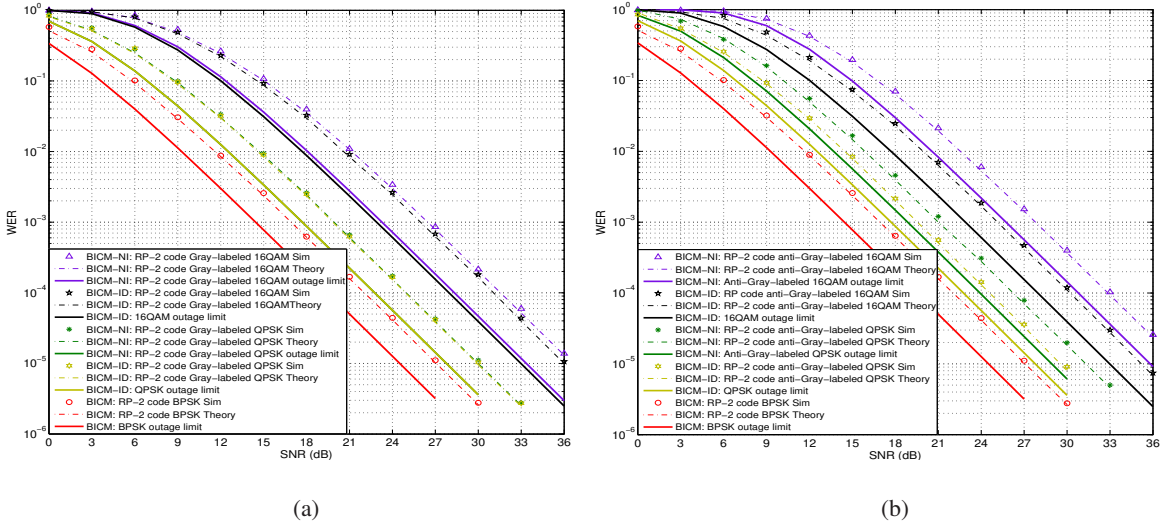 10^0
10^-1
10^-2
10^-3
10^-4
10^-5
10^-6
WER
BICM-NI: RP-2 code Gray-labeled 16QAM Sim
BICM-NI: RP-2 code Gray-labeled 16QAM Theory
BICM-NI: RP-2 code Gray-labeled 16QAM outage limit
BICM-ID: RP-2 code Gray-labeled 16QAM Sim
BICM-ID: RP-2 code Gray-labeled 16QAMTheory
BICM-ID: 16QAM outage limit
BICM-NI: RP-2 code Gray-labeled QPSK Sim
BICM-NI: RP-2 code Gray-labeled QPSK Theory
BICM-NI: RP-2 code Gray-labeled QPSK outage limit
BICM-ID: RP-2 code Gray-labeled QPSK Sim
BICM-ID: RP-2 code Gray-labeled QPSK Theory
BICM-ID: QPSK outage limit
BICM: RP-2 code BPSK Sim
BICM: RP-2 code BPSK Theory
BICM: BPSK outage limit
0 3 6 9 12 15 18 21 24 27 30 33 36
SNR (dB)
(a)
10^0
10^-1
10^-2
10^-3
10^-4
10^-5
10^-6
WER
BICM-NI: RP-2 code anti-Gray-labeled 16QAM Sim
BICM-NI: RP-2 code anti-Gray-labeled 16QAM Theory
BICM-NI: Anti-Gray-labeled 16QAM outage limit
BICM-ID: RP code anti-Gray-labeled 16QAM Sim
BICM-ID: RP-2 code anti-Gray-labeled 16QAM Theory
BICM-ID: 16QAM outage limit
BICM-NI: RP-2 code anti-Gray-labeled QPSK Sim
BICM-NI: RP-2 code anti-Gray-labeled QPSK Theory
BICM-NI: Anti-Gray-labeled QPSK outage limit
BICM-ID: RP-2 code anti-Gray-labeled QPSK Sim
BICM-ID: RP-2 code anti-Gray-labeled QPSK Theory
BICM-ID: QPSK outage limit
BICM: RP-2 code BPSK Sim
BICM: RP-2 code BPSK Theory
BICM: BPSK outage limit
0 3 6 9 12 15 18 21 24 27 30 33 36
SNR (dB)
(b)